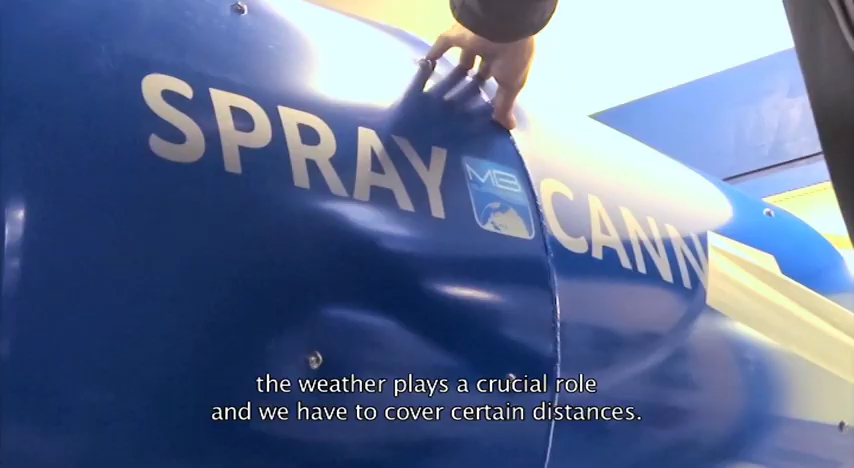 SPRAY
MB
CANN
the weather plays a crucial role
and we have to cover certain distances.